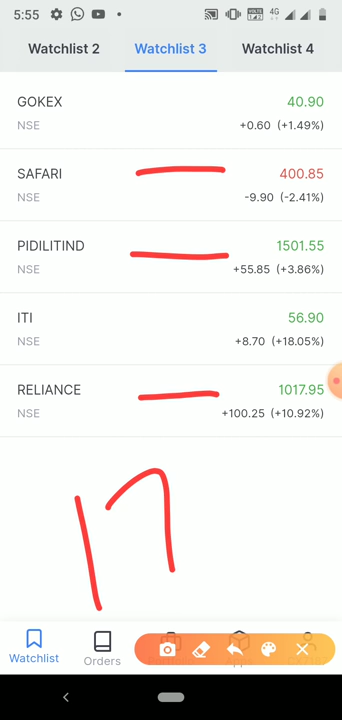 5:55
4G
Watchlist 2 Watchlist 3 Watchlist 4
GOKEX 40.90
NSE +0.60 (+1.49%)
SAFARI 400.85
NSE -9.90 (-2.41%)
PIDILITIND 1501.55
NSE +55.85 (+3.86%)
ITI 56.90
NSE +8.70 (+18.05%)
RELIANCE 1017.95
NSE +100.25 (+10.92%)
17
Watchlist Orders